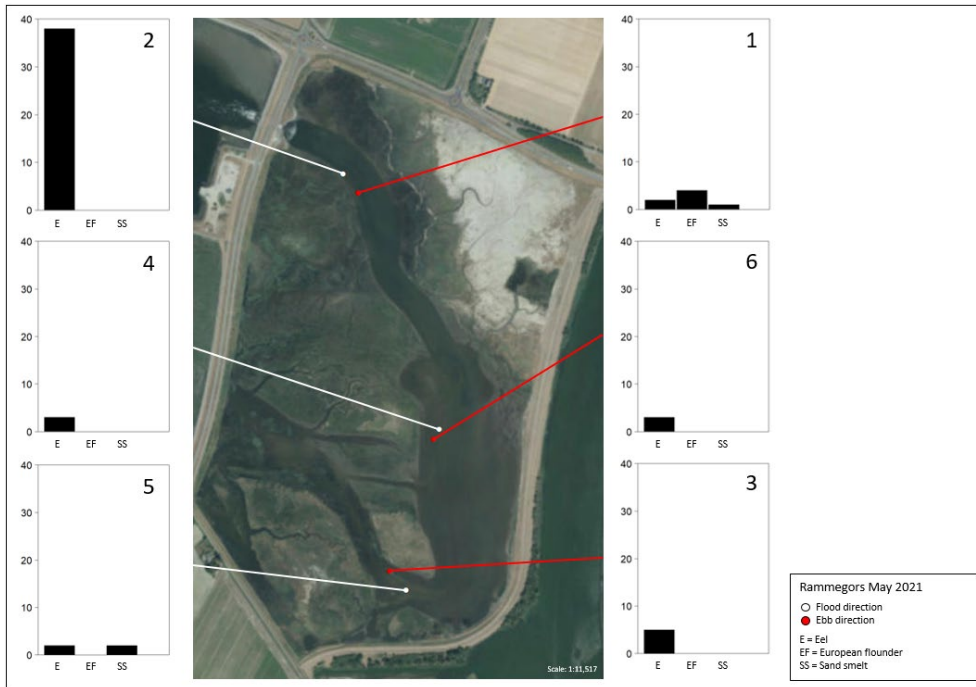 40
2
30
20
10
0
E EF SS
40
4
30
20
10
0
E EF SS
40
5
30
20
10
0
E EF SS
Scale: 1:11,517
40
1
30
20
10
0
E EF SS
40
6
30
20
10
0
E EF SS
40
3
30
20
10
0
E EF SS
Rammegors May 2021
Flood direction
Ebb direction
E = Eel
EF = European flounder
SS = Sand smelt